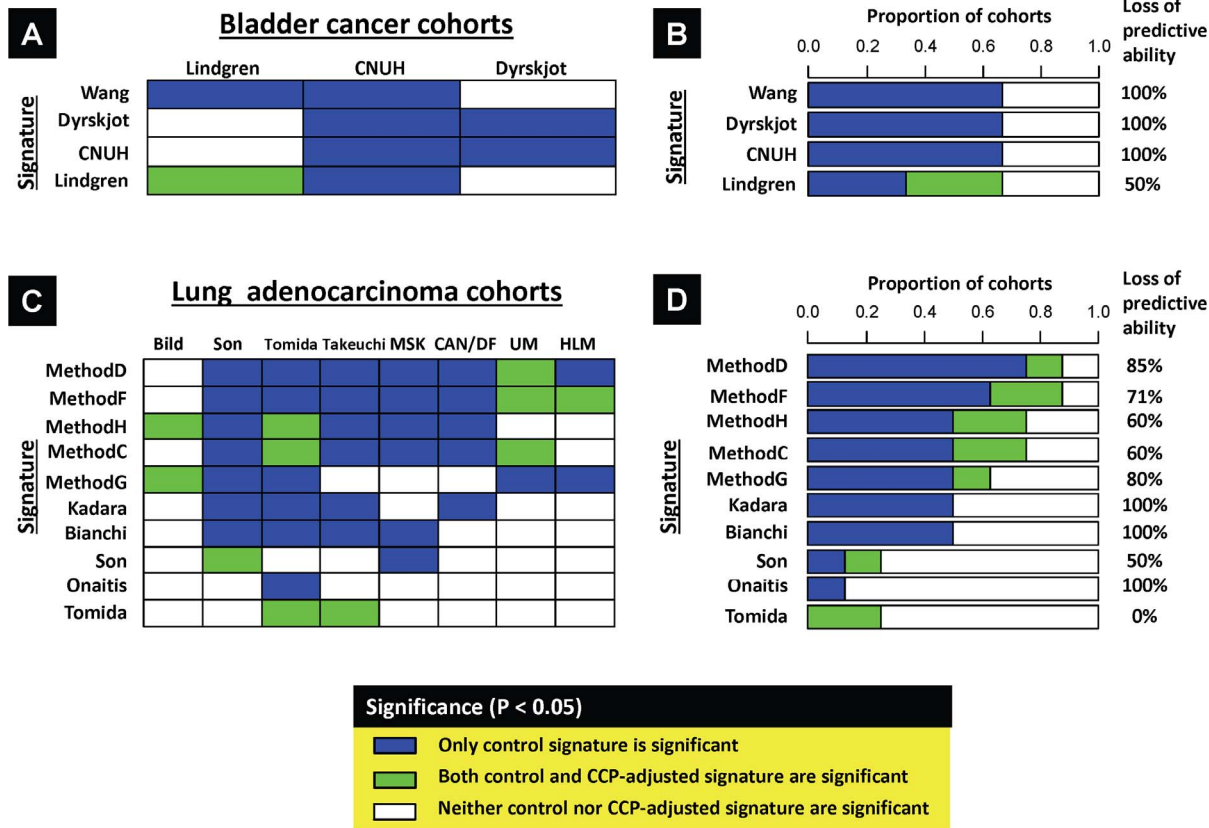 A
Bladder cancer cohorts
Lindgren CNUH Dyrskjot
Signature
Wang
Dyrskjot
CNUH
Lindgren
B
Proportion of cohorts
Loss of predictive ability
0.0 0.2 0.4 0.6 0.8 1.0
Signature
Wang 100%
Dyrskjot 100%
CNUH 100%
Lindgren 50%
C
Lung adenocarcinoma cohorts
Bild Son Tomida Takeuchi MSK CAN/DF UM HLM
Signature
MethodD
MethodF
MethodH
MethodC
MethodG
Kadara
Bianchi
Son
Onaitis
Tomida
D
Proportion of cohorts
Loss of predictive ability
0.0 0.2 0.4 0.6 0.8 1.0
Signature
MethodD 85%
MethodF 71%
MethodH 60%
MethodC 60%
MethodG 80%
Kadara 100%
Bianchi 100%
Son 50%
Onaitis 100%
Tomida 0%
Significance (P < 0.05)
Only control signature is significant
Both control and CCP-adjusted signature are significant
Neither control nor CCP-adjusted signature are significant